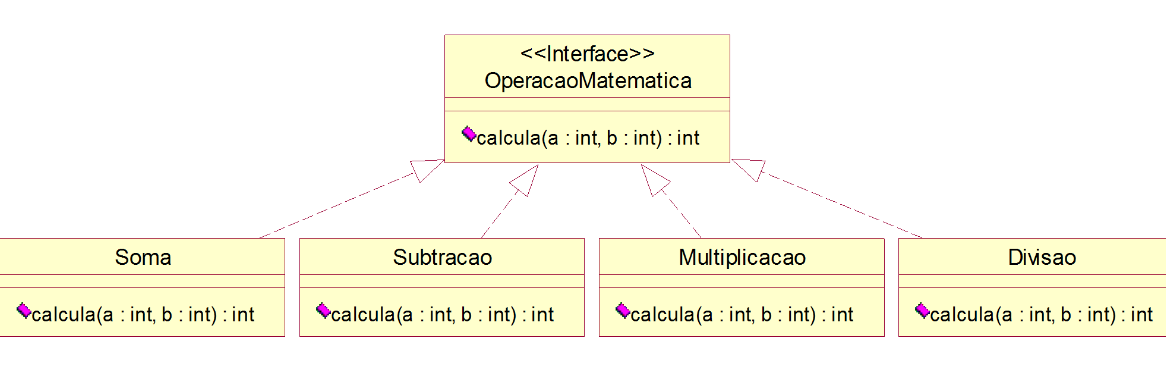 <<Interface>>
OperacaoMatematica
calcula(a : int, b : int) : int
Soma
calcula(a : int, b : int) : int
Subtracao
calcula(a : int, b : int) : int
Multiplicacao
calcula(a : int, b : int) : int
Divisao
calcula(a : int, b : int) : int